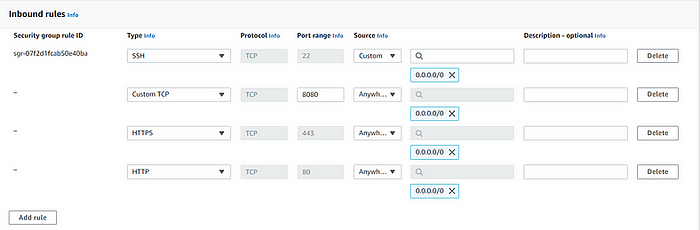 Inbound rules Info
Security group rule ID Type Info Protocol Info Port range Info Source Info Description - optional Info
sgr-07f2d1fcab50e40ba SSH TCP 22 Custom Delete
0.0.0.0/0 X
– Custom TCP TCP 8080 Anywh... Delete
0.0.0.0/0 X
– HTTPS TCP 443 Anywh... Delete
0.0.0.0/0 X
– HTTP TCP 80 Anywh... Delete
0.0.0.0/0 X
Add rule